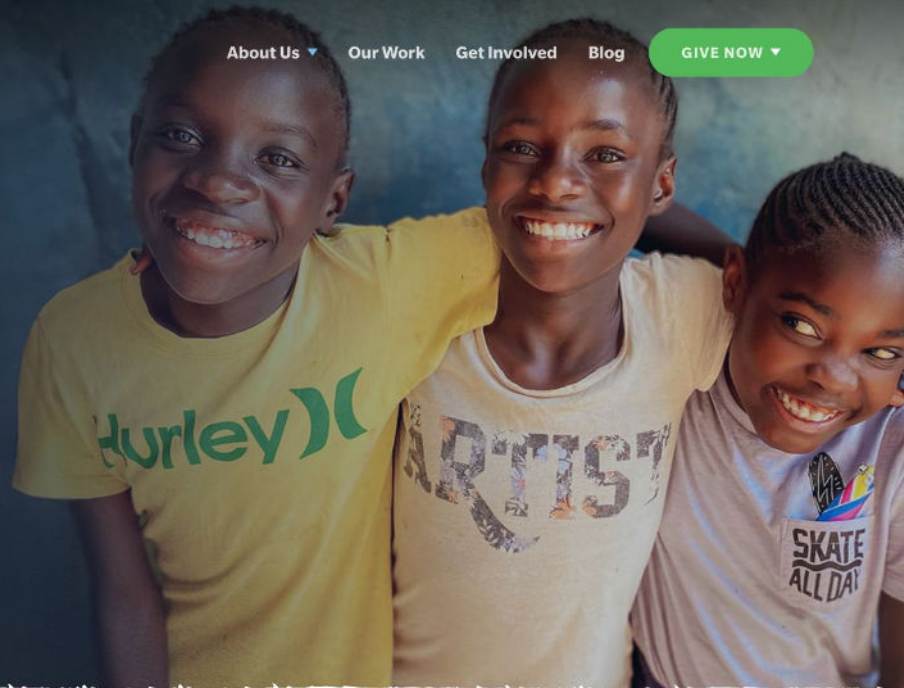 About Us
Our Work
Get Involved
Blog
GIVE NOW
Hurley
ARTIST
SKATE
ALL DAY